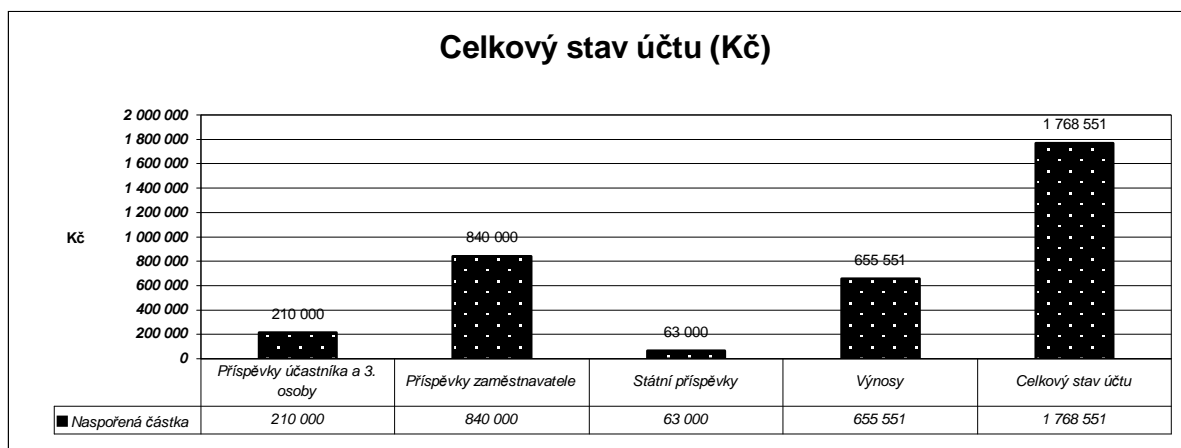 Celkový stav účtu (Kč)
2 000 000
1 800 000
1 600 000
1 400 000
1 200 000
1 000 000
800 000
600 000
400 000
200 000
0
Kč
210 000
840 000
63 000
655 551
1 768 551
Příspěvky účastníka a 3.
osoby
Příspěvky zaměstnavatele
Státní příspěvky
Výnosy
Celkový stav účtu
Naspořená částka 210 000 840 000 63 000 655 551 1 768 551